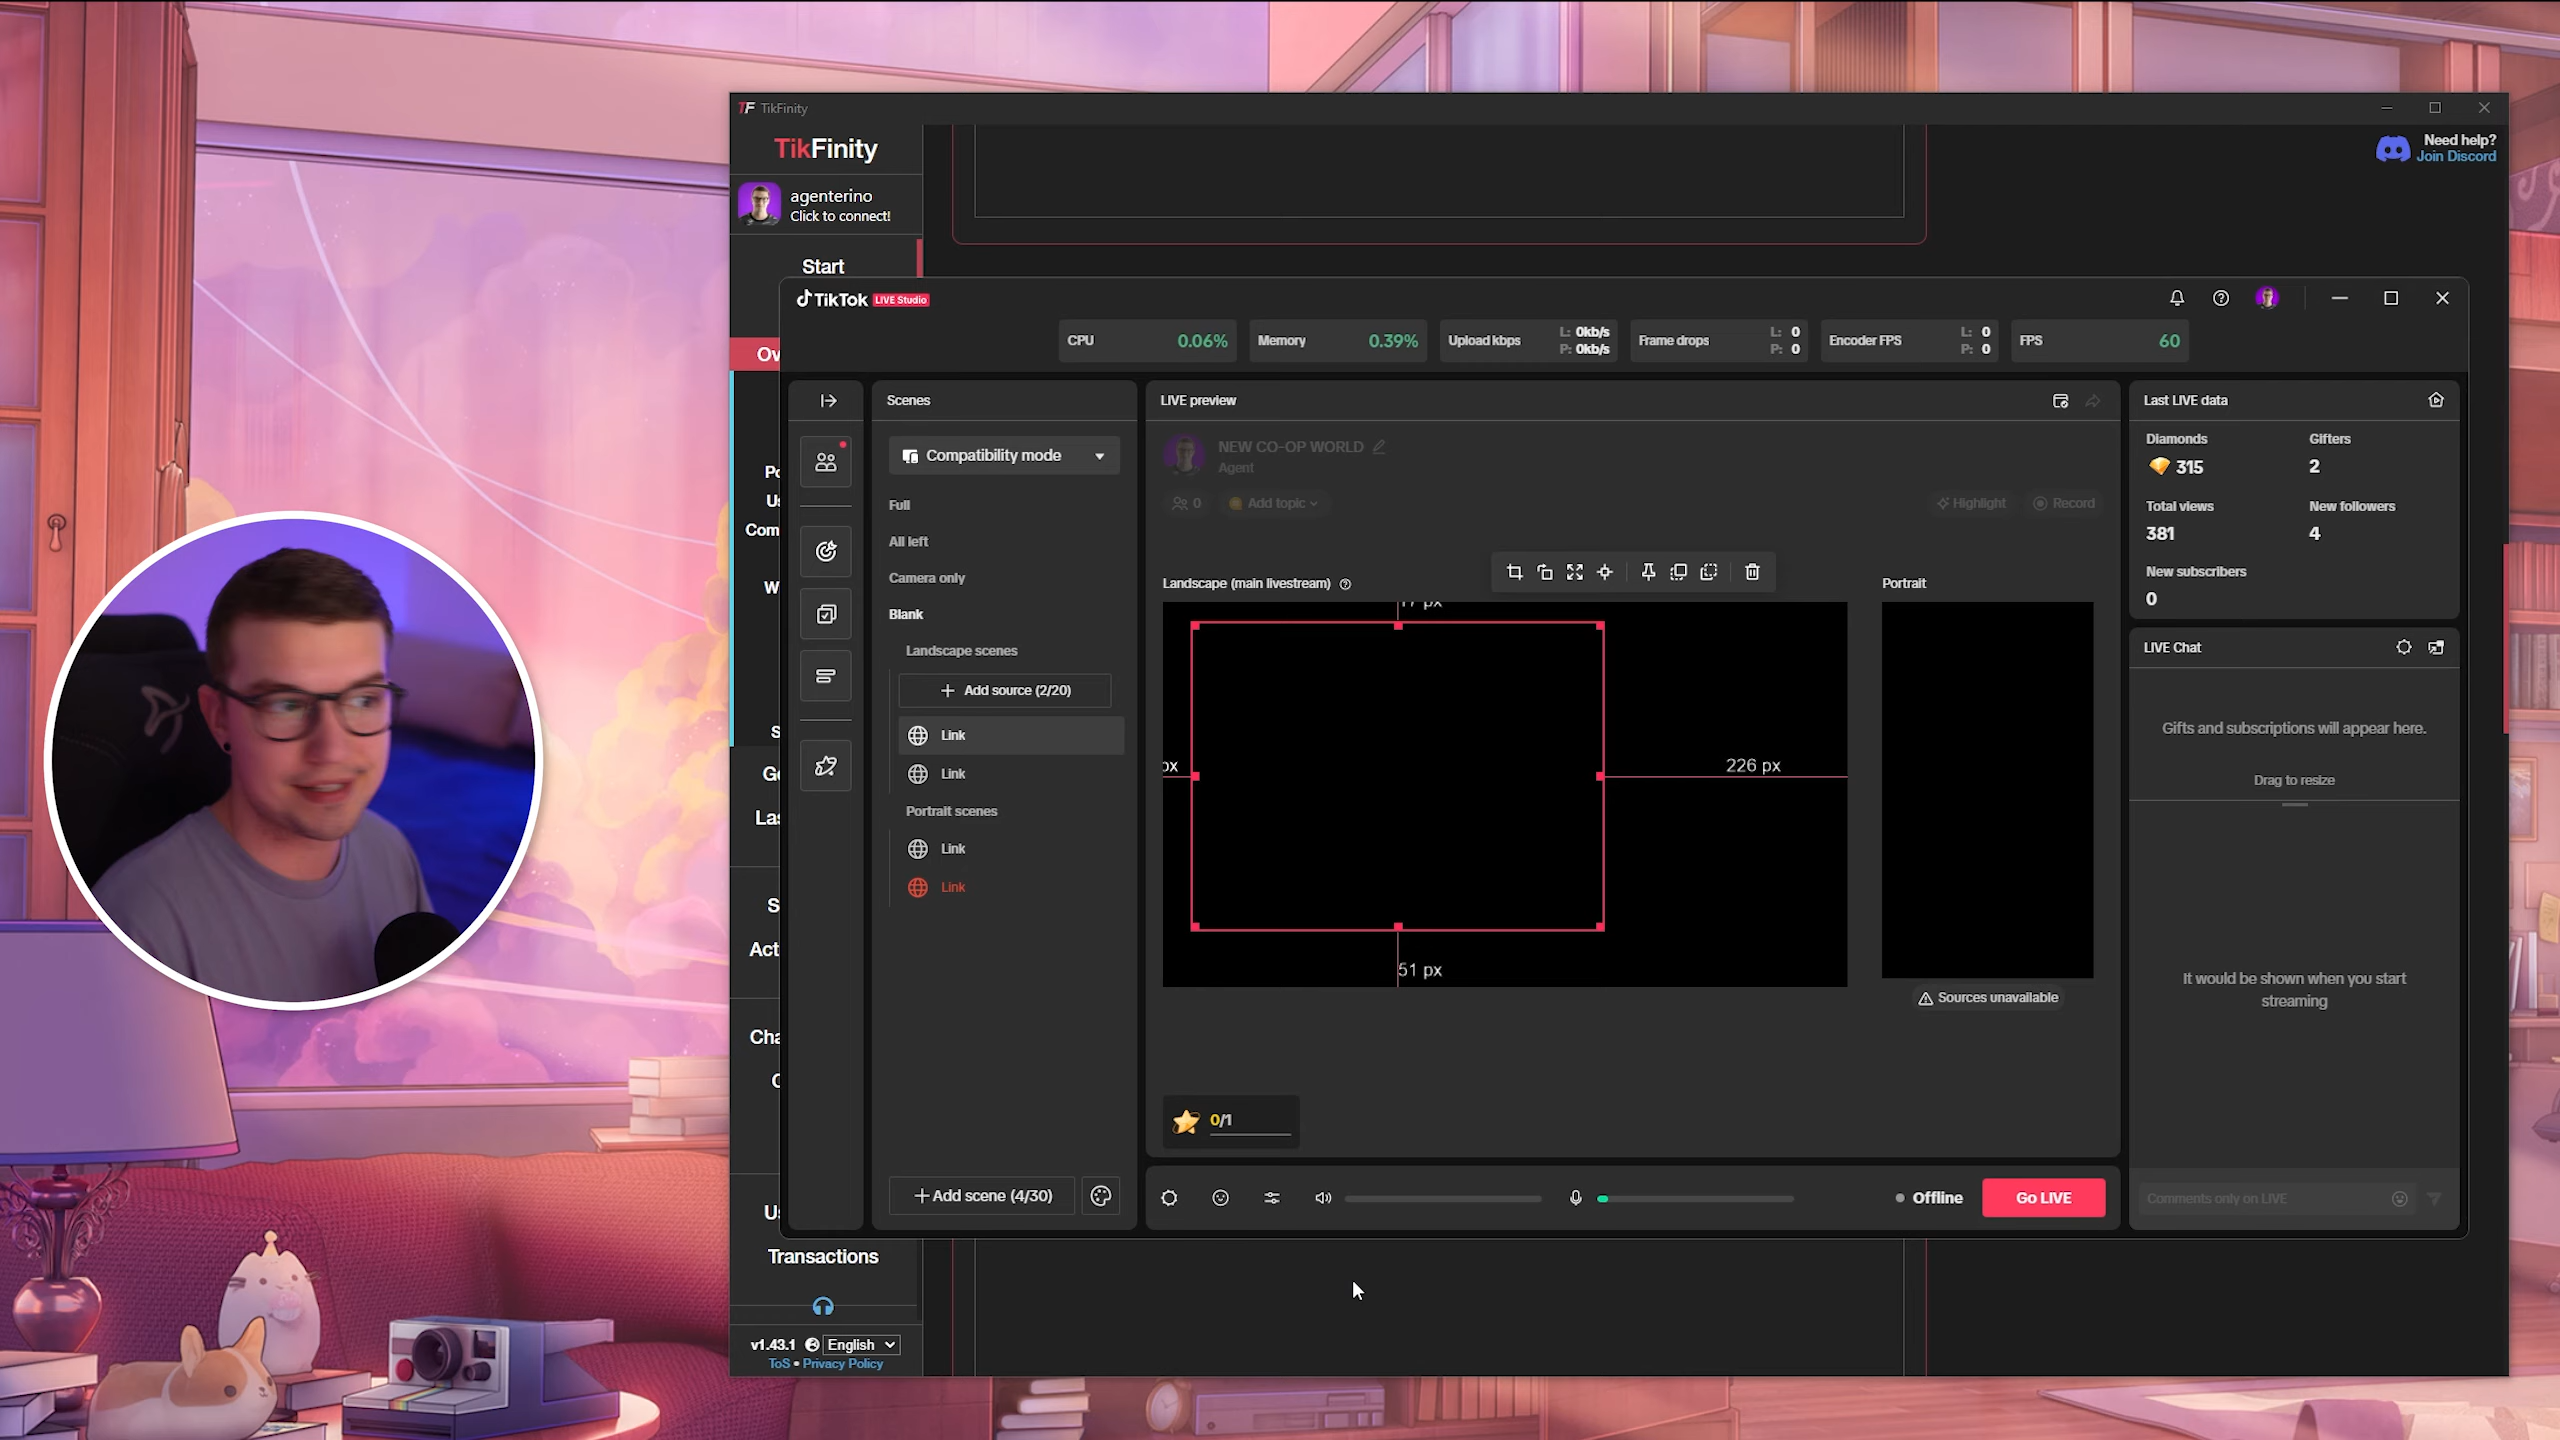 TF TikFinity
TikFinity
Need help?
Join Discord
agenterino
Click to connect!
Start
TikTok LIVE Studio
CPU 0.06%
Memory 0.39%
Upload kbps L: 0kb/s P: 0kb/s
Frame drops L: 0 P: 0
Encoder FPS L: 0 P: 0
FPS 60
Scenes
Compatibility mode
Full
All left
Camera only
Blank
Landscape scenes
Add source (2/20)
Link
Link
Portrait scenes
Link
Link
+ Add scene (4/30)
LIVE preview
NEW CO-OP WORLD
Agent
0
Add topic
Highlight
Record
Landscape (main livestream)
Portrait
px
226 px
51 px
Sources unavailable
0/1
Offline
Go LIVE
Last LIVE data
Diamonds
315
Gifters
2
Total views
381
New followers
4
New subscribers
0
LIVE Chat
Gifts and subscriptions will appear here.
Drag to resize
It would be shown when you start
streaming
Comments only on LIVE
Transactions
v1.43.1 English
ToS • Privacy Policy